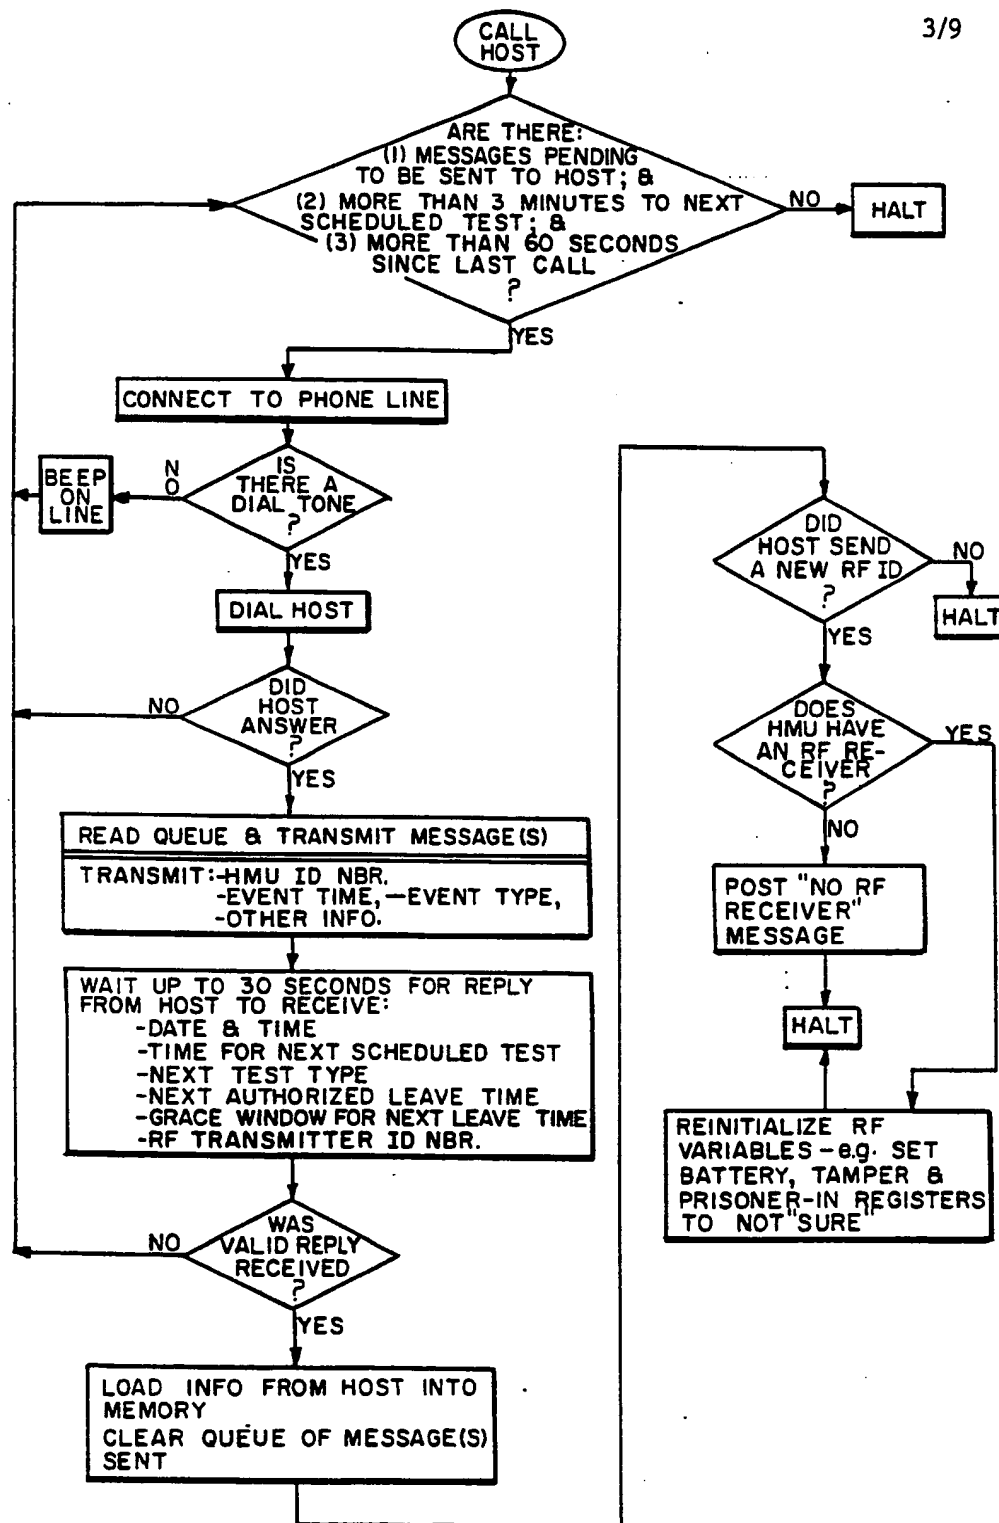 3/9
CALL
HOST
ARE THERE:
(1) MESSAGES PENDING
TO BE SENT TO HOST; &
(2) MORE THAN 3 MINUTES TO NEXT
SCHEDULED TEST; &
(3) MORE THAN 60 SECONDS
SINCE LAST CALL
?
NO
HALT
YES
CONNECT TO PHONE LINE
IS
THERE A
DIAL TONE
?
NO
BEEP
ON
LINE
YES
DIAL HOST
DID
HOST
ANSWER
?
NO
YES
READ QUEUE & TRANSMIT MESSAGE(S)
TRANSMIT:-HMU ID NBR.
-EVENT TIME,-EVENT TYPE,
-OTHER INFO.
WAIT UP TO 30 SECONDS FOR REPLY
FROM HOST TO RECEIVE:
-DATE & TIME
-TIME FOR NEXT SCHEDULED TEST
-NEXT TEST TYPE
-NEXT AUTHORIZED LEAVE TIME
-GRACE WINDOW FOR NEXT LEAVE TIME
-RF TRANSMITTER ID NBR.
WAS
VALID REPLY
RECEIVED
?
NO
YES
LOAD INFO FROM HOST INTO
MEMORY
CLEAR QUEUE OF MESSAGE(S)
SENT
DID
HOST SEND
A NEW RF ID
?
NO
HALT
YES
DOES
HMU HAVE
AN RF RE-
CEIVER
?
YES
NO
POST "NO RF
RECEIVER"
MESSAGE
HALT
REINITIALIZE RF
VARIABLES-e.g. SET
BATTERY, TAMPER &
PRISONER-IN REGISTERS
TO NOT "SURE"